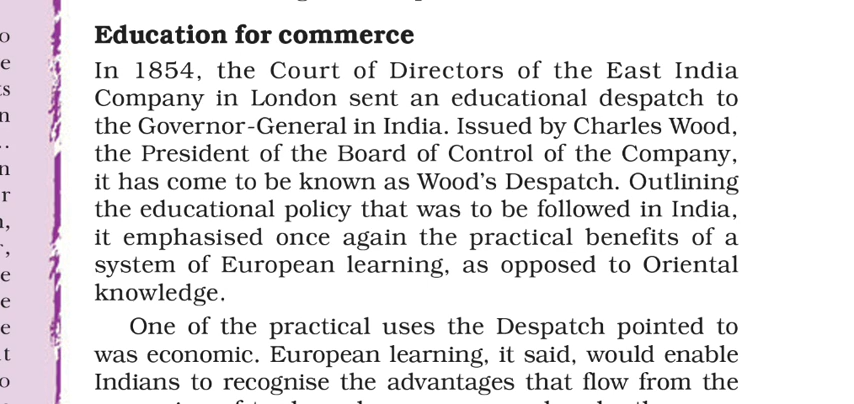 Education for commerce
In 1854, the Court of Directors of the East India
Company in London sent an educational despatch to
the Governor-General in India. Issued by Charles Wood,
the President of the Board of Control of the Company,
it has come to be known as Wood's Despatch. Outlining
the educational policy that was to be followed in India,
it emphasised once again the practical benefits of a
system of European learning, as opposed to Oriental
knowledge.
One of the practical uses the Despatch pointed to
was economic. European learning, it said, would enable
Indians to recognise the advantages that flow from the